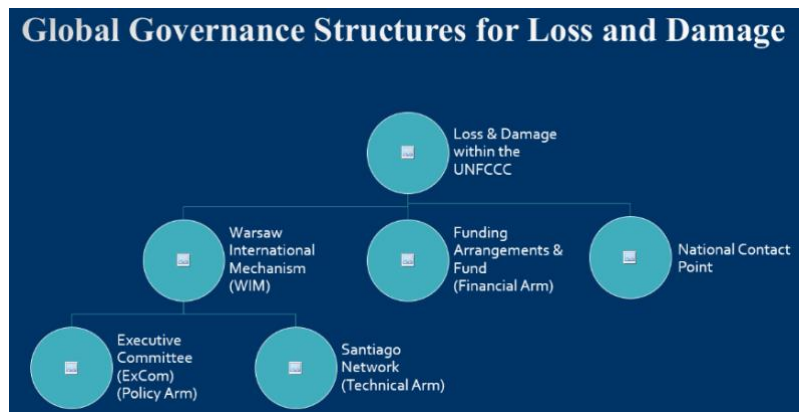 Global Governance Structures for Loss and Damage
Loss & Damage
within the
UNFCCC
Warsaw
International
Mechanism
(WIM)
Funding
Arrangements &
Fund
(Financial Arm)
National Contact
Point
Executive
Committee
(ExCom)
(Policy Arm)
Santiago
Network
(Technical Arm)